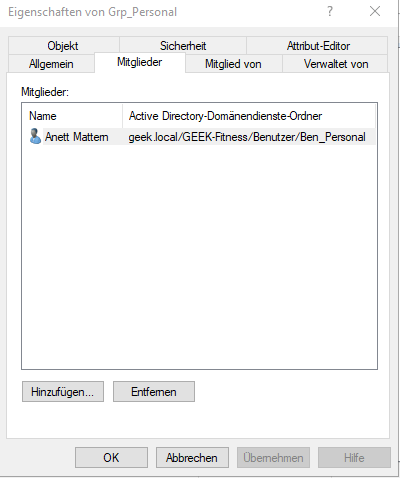 Eigenschaften von Grp_Personal ? ×
Objekt Sicherheit Attribut-Editor
Allgemein Mitglieder Mitglied von Verwaltet von
Mitglieder:
Name Active Directory-Domänendienste-Ordner
Anett Mattern geek.local/GEEK-Fitness/Benutzer/Ben_Personal
Hinzufügen... Entfernen
OK Abbrechen Übernehmen Hilfe